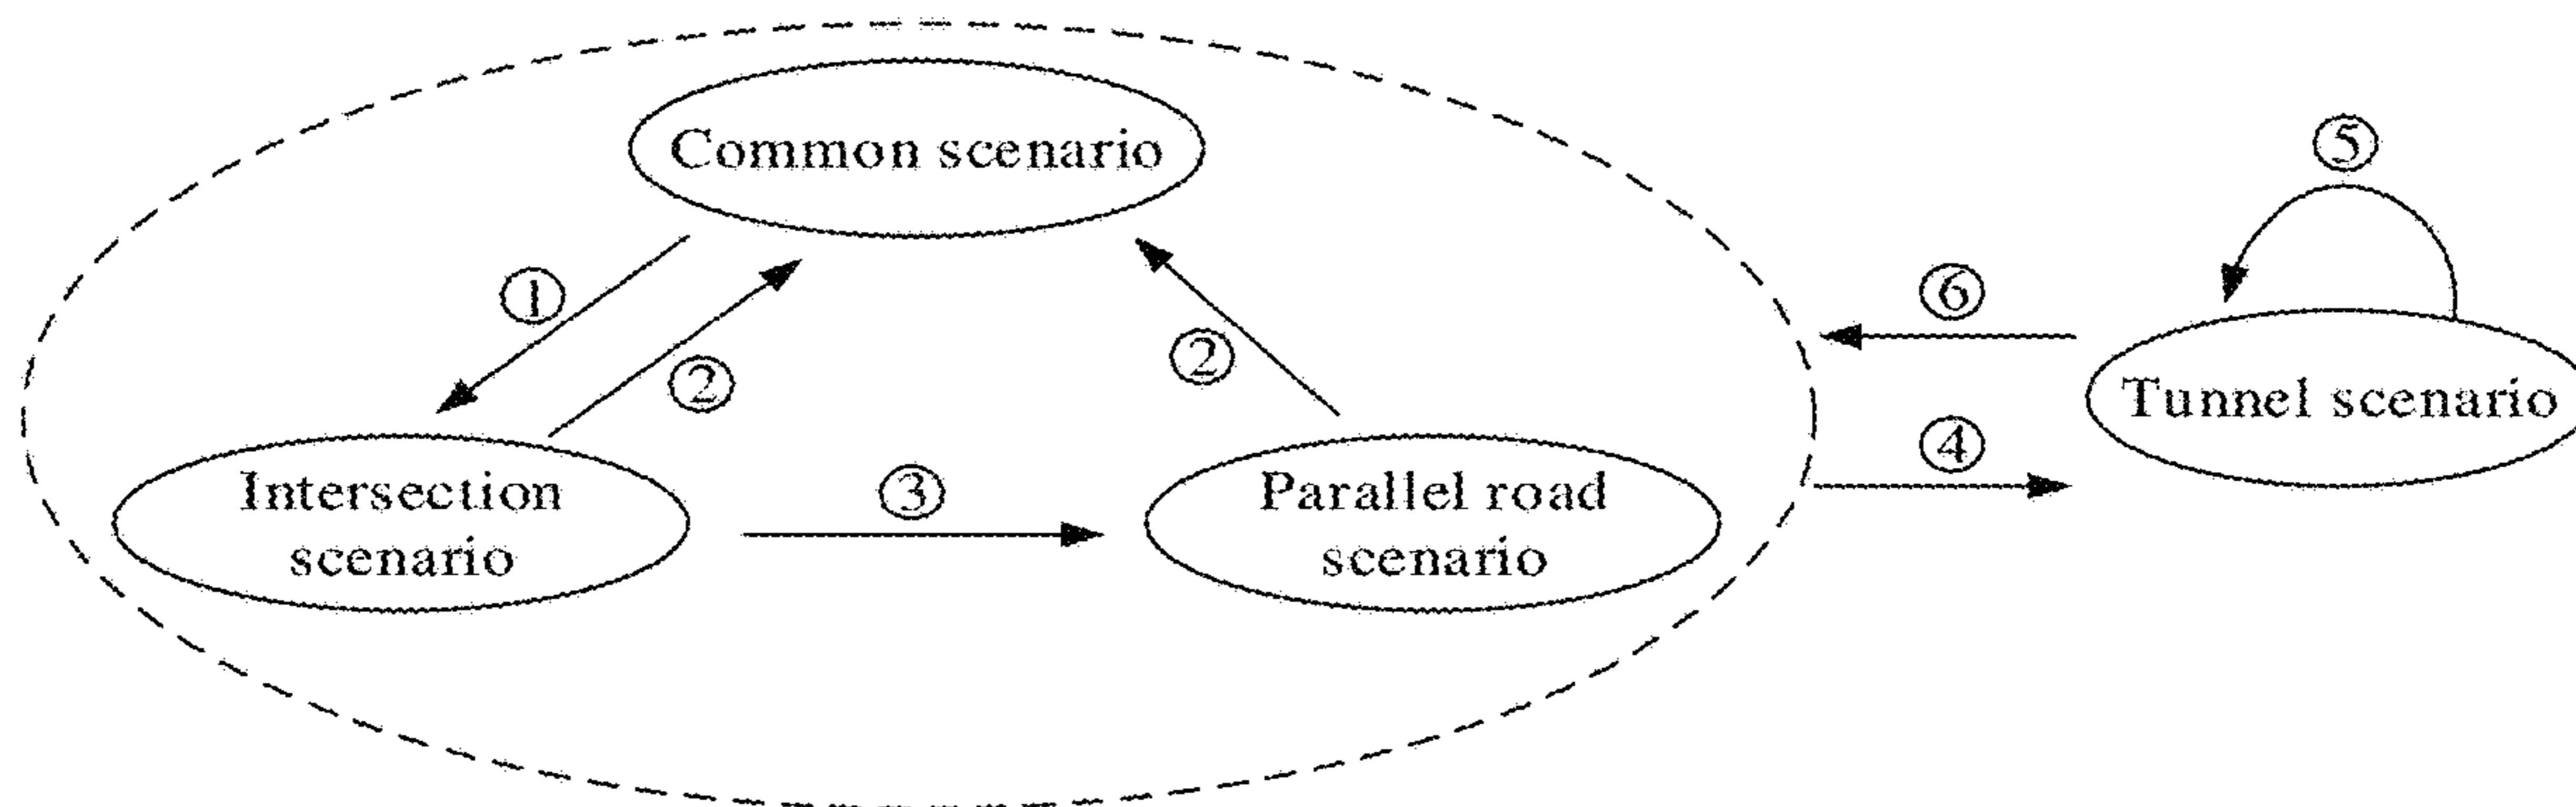 Common scenario
⑤
①
⑥
②
②
Tunnel scenario
④
Intersection
scenario
③
Parallel road
scenario